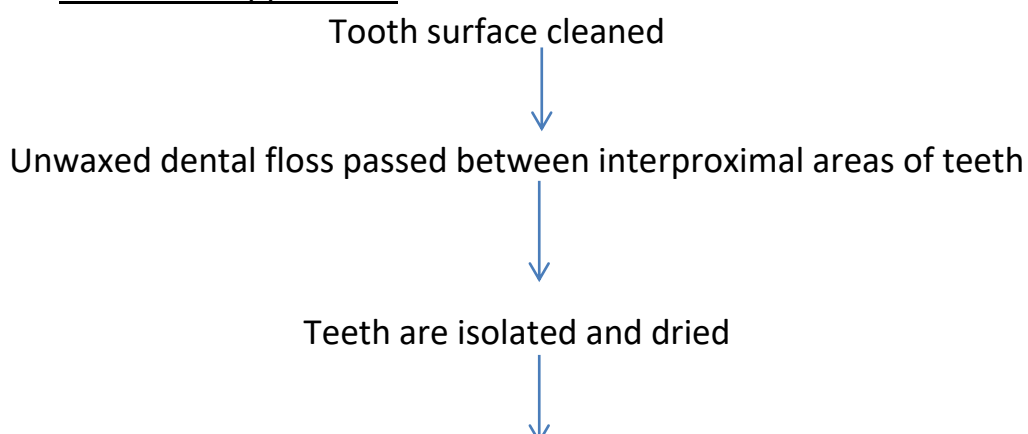 Tooth surface cleaned
Unwaxed dental floss passed between interproximal areas of teeth
Teeth are isolated and dried